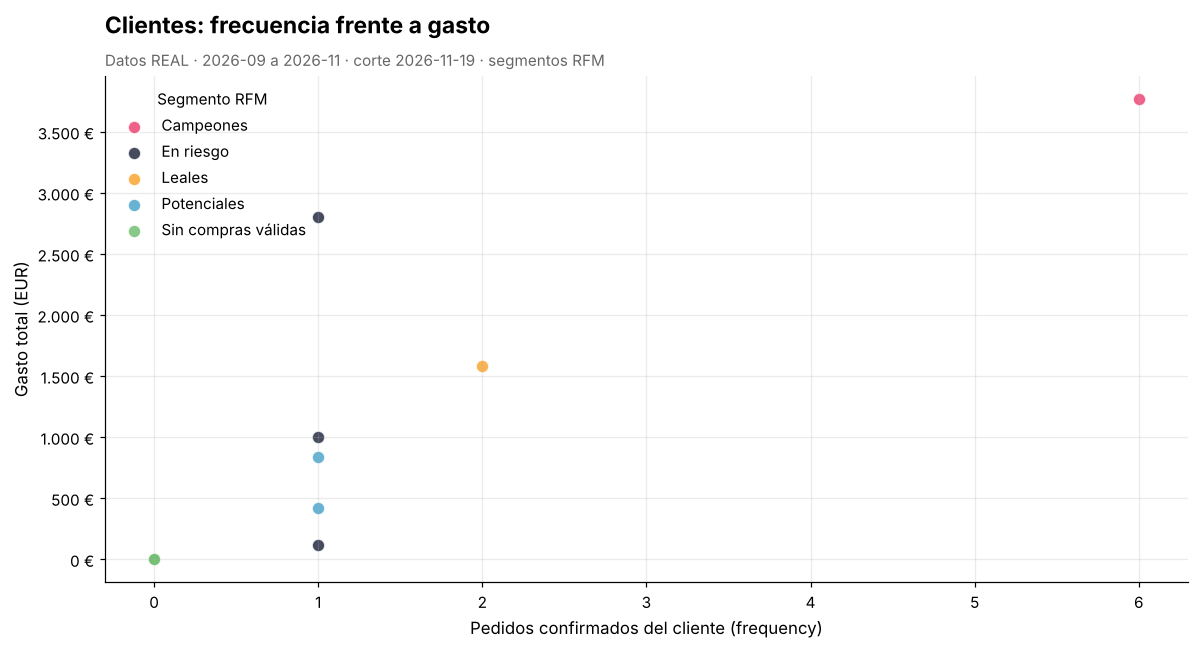 Clientes: frecuencia frente a gasto
Datos REAL · 2026-09 a 2026-11 · corte 2026-11-19 · segmentos RFM
Segmento RFM
Campeones
En riesgo
Leales
Potenciales
Sin compras válidas
Gasto total (EUR)
3.500 €
3.000 €
2.500 €
2.000 €
1.500 €
1.000 €
500 €
0 €
0 1 2 3 4 5 6
Pedidos confirmados del cliente (frequency)